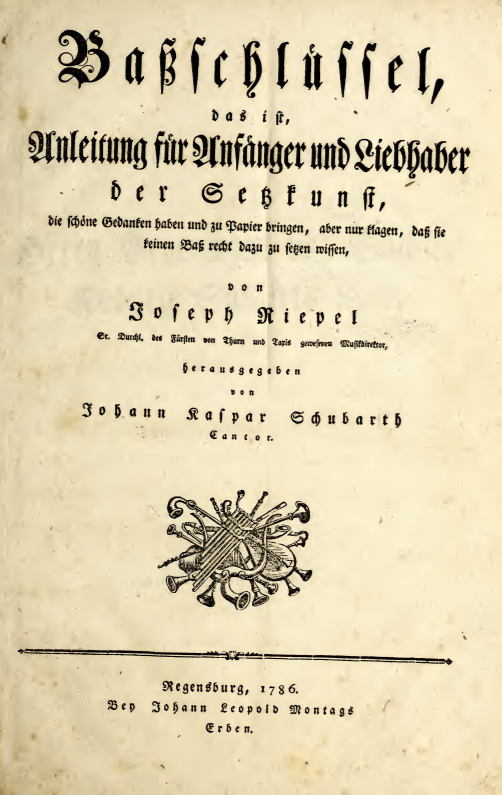 Baßschlüssel,
das ist,
Anleitung für Anfänger und Liebhaber
der Setzkunst,
die schöne Gedanken haben und zu Papier bringen, aber nur klagen, daß sie
keinen Baß recht dazu zu setzen wissen,
von
Joseph Riepel
Sr. Durchl. des Fürsten von Thurn und Taxis gewesenen Musikdirektor,
herausgegeben
von
Johann Kaspar Schubarth
Cantor.
Regensburg, 1786.
Bey Johann Leopold Montags
Erben.